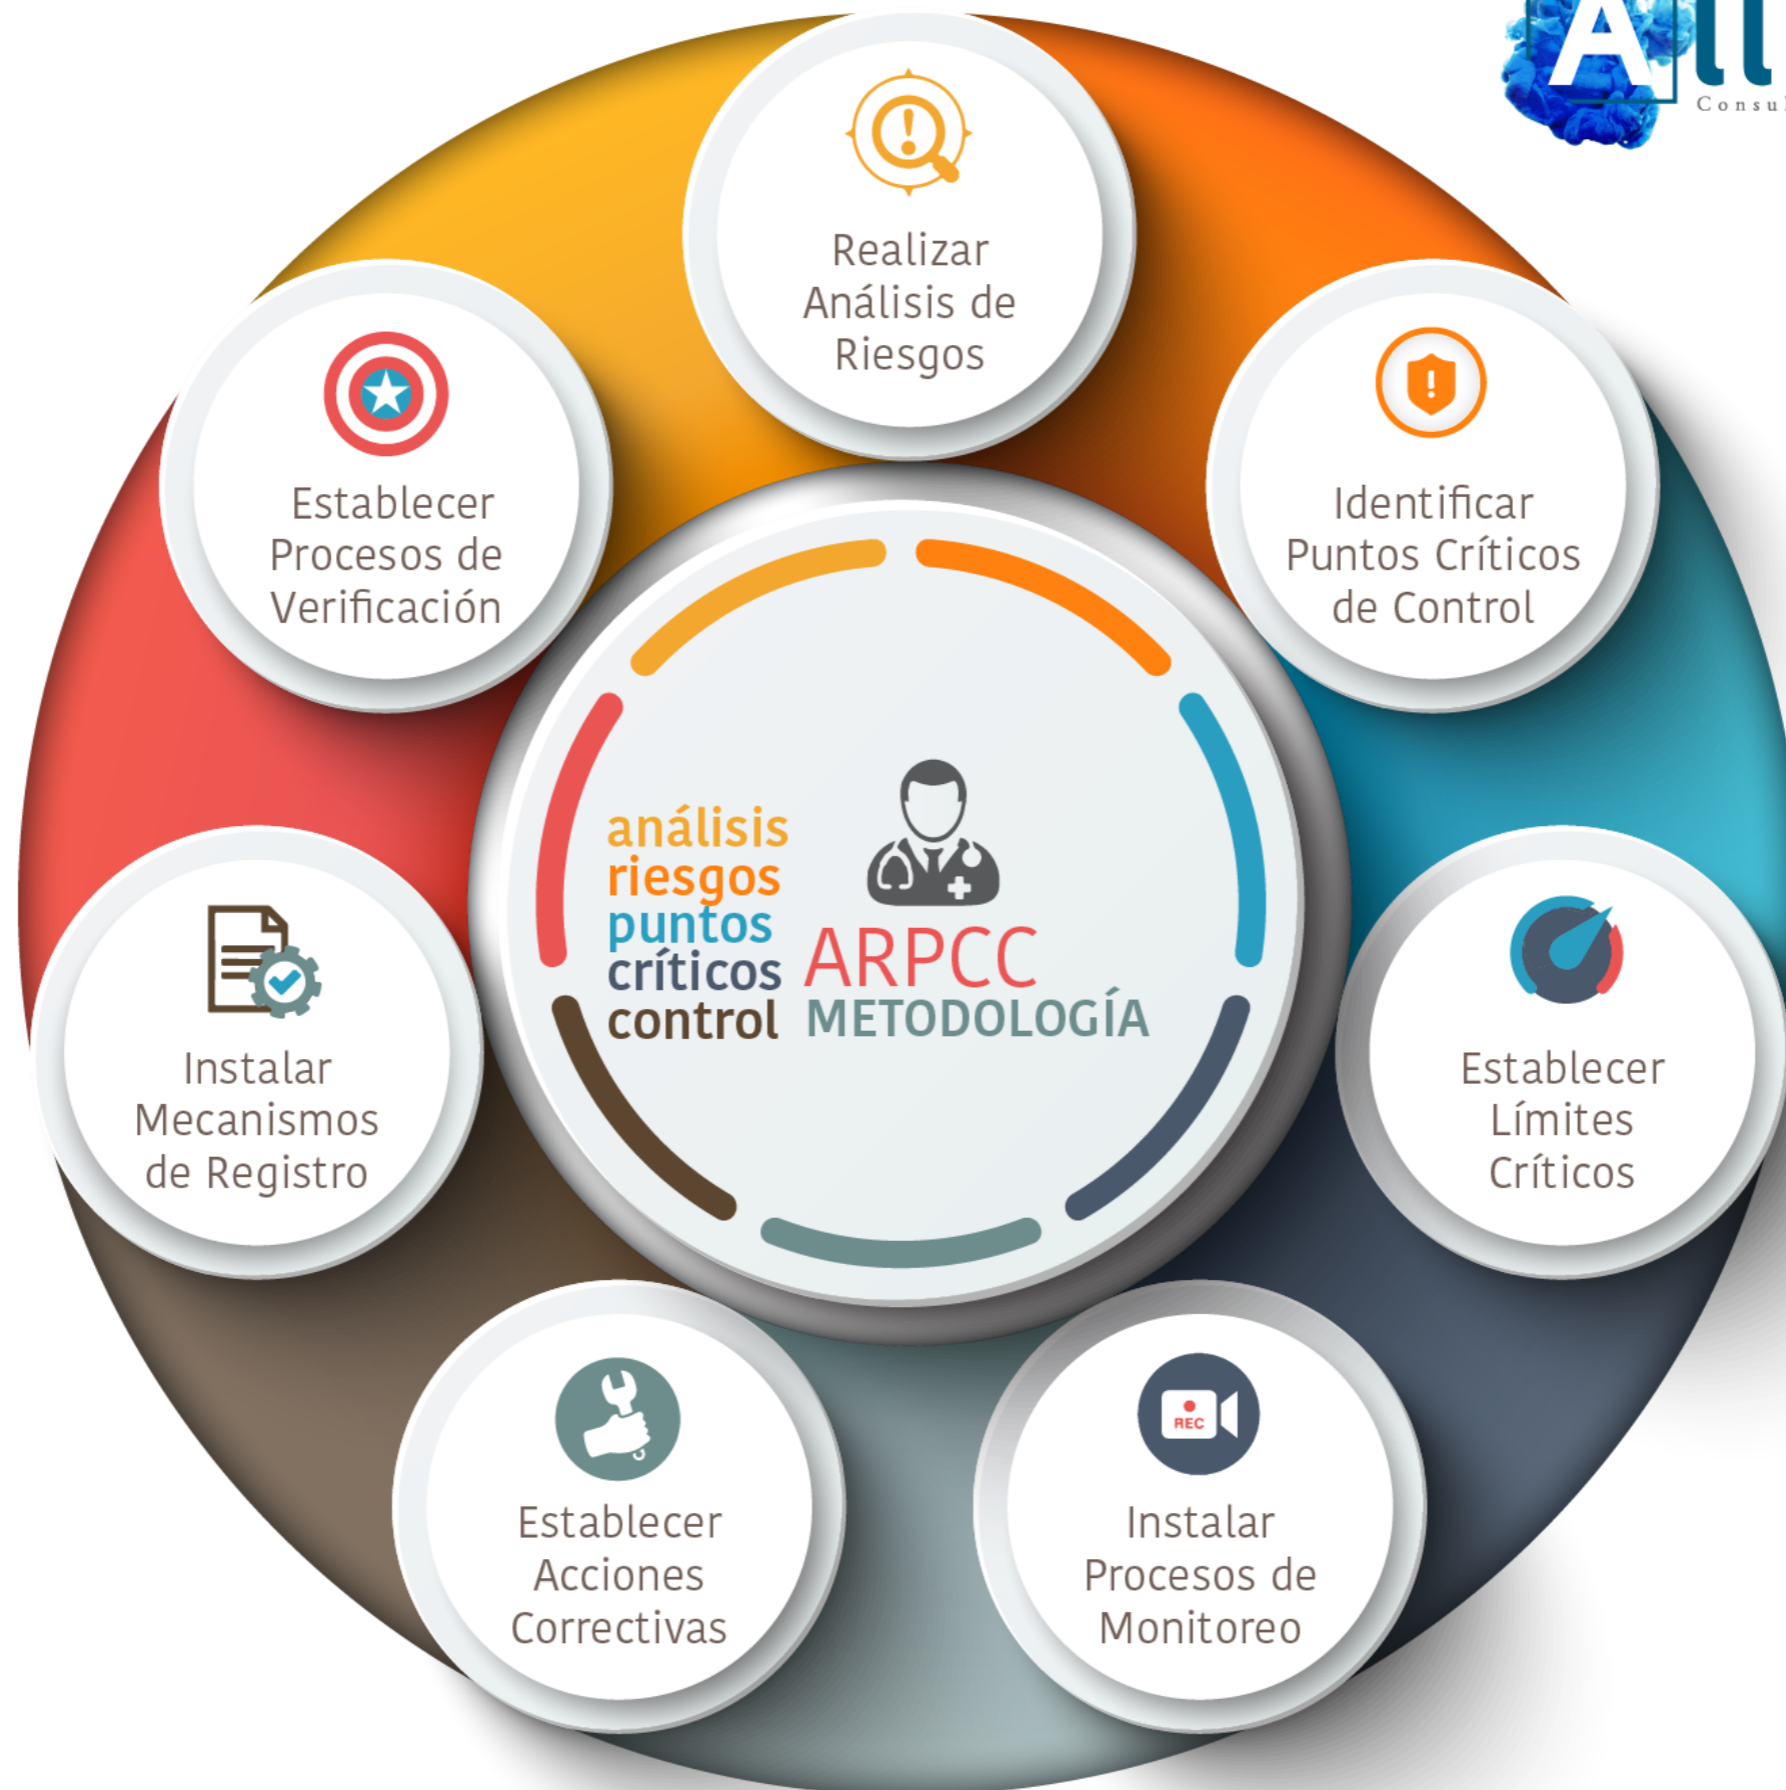 A
Realizar
Análisis de
Riesgos
Identificar
Puntos Críticos
de Control
Establecer
Límites
Críticos
Instalar
Procesos de
Monitoreo
REC
Establecer
Acciones
Correctivas
Instalar
Mecanismos
de Registro
Establecer
Procesos de
Verificación
análisis
riesgos
puntos
críticos
control
ARPCC
METODOLOGÍA